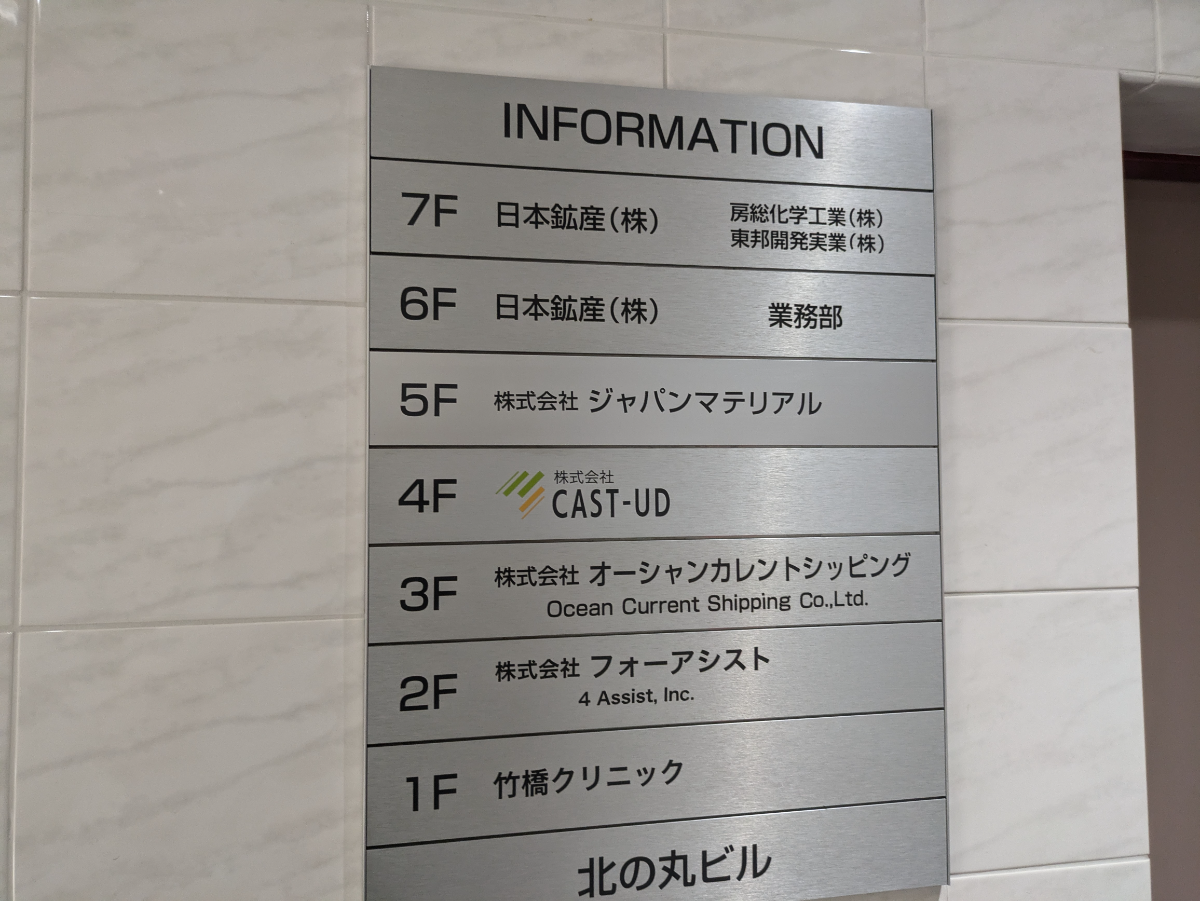 INFORMATION
7F 日本鉱産(株) 房総化学工業(株)
東邦開発実業(株)
6F 日本鉱産(株) 業務部
5F 株式会社 ジャパンマテリアル
4F 株式会社
CAST-UD
3F 株式会社 オーシャンカレントシッピング
Ocean Current Shipping Co.,Ltd.
2F 株式会社 フォーアシスト
4 Assist, Inc.
1F 竹橋クリニック
北の丸ビル